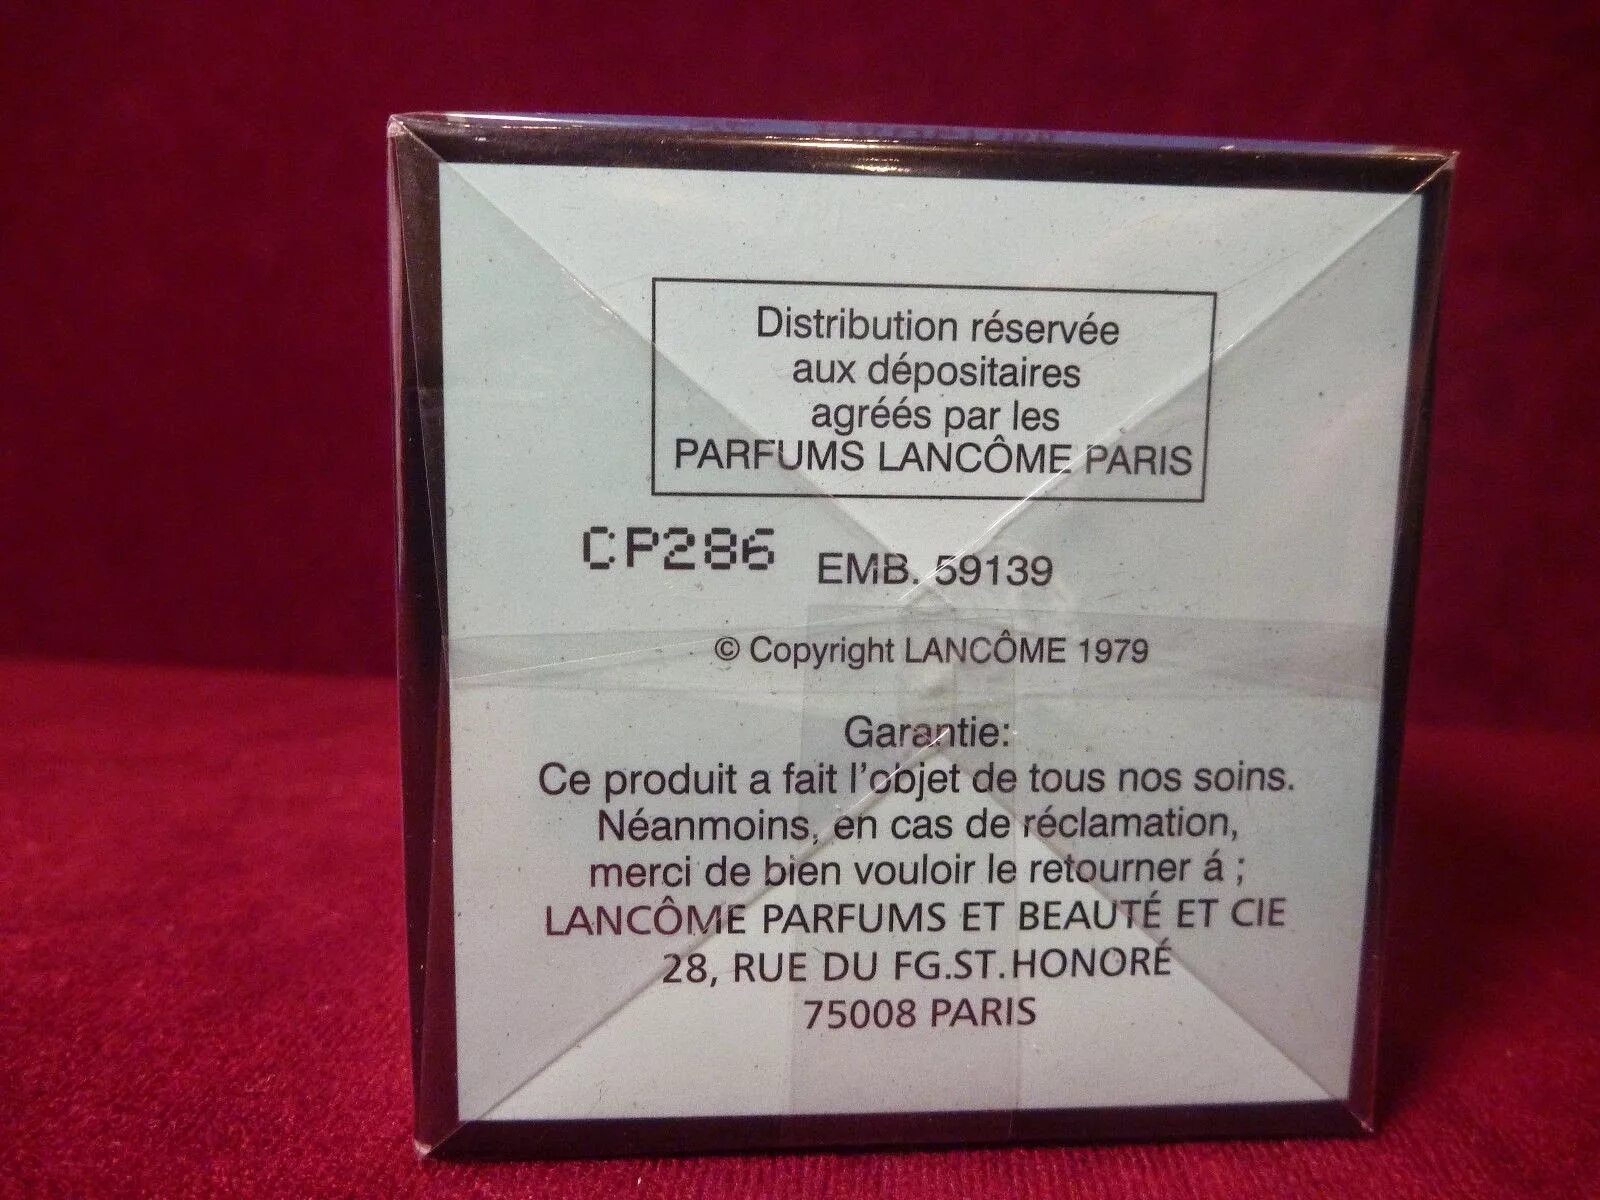 Distribution réservée
aux dépositaires
agréés par les
PARFUMS LANCÔME PARIS
CP286 EMB. 59139
© Copyright LANCÔME 1979
Garantie:
Ce produit a fait l'objet de tous nos soins.
Néanmoins, en cas de réclamation,
merci de bien vouloir le retourner á ;
LANCÔME PARFUMS ET BEAUTÉ ET CIE
28, RUE DU FG.ST.HONORÉ
75008 PARIS